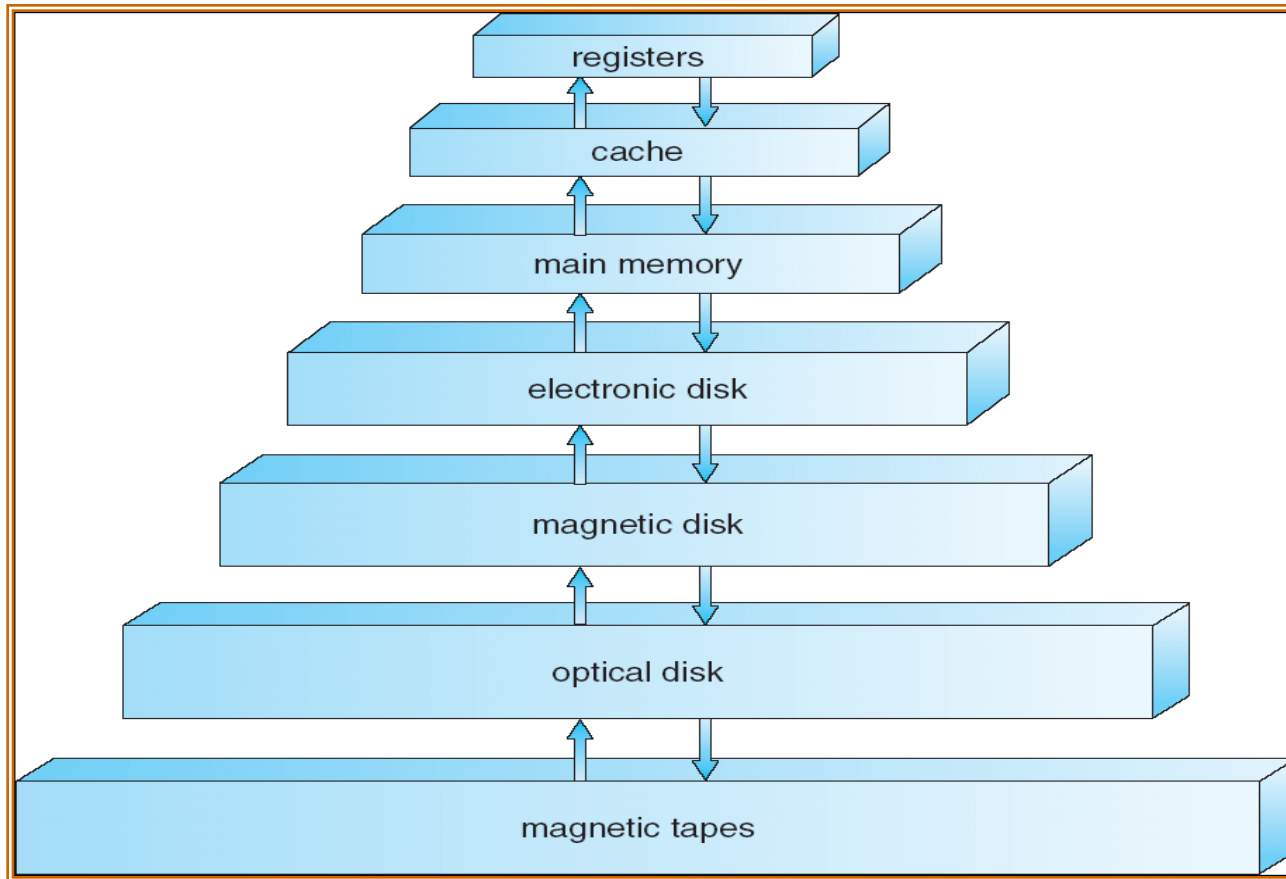 registers
cache
main memory
electronic disk
magnetic disk
optical disk
magnetic tapes